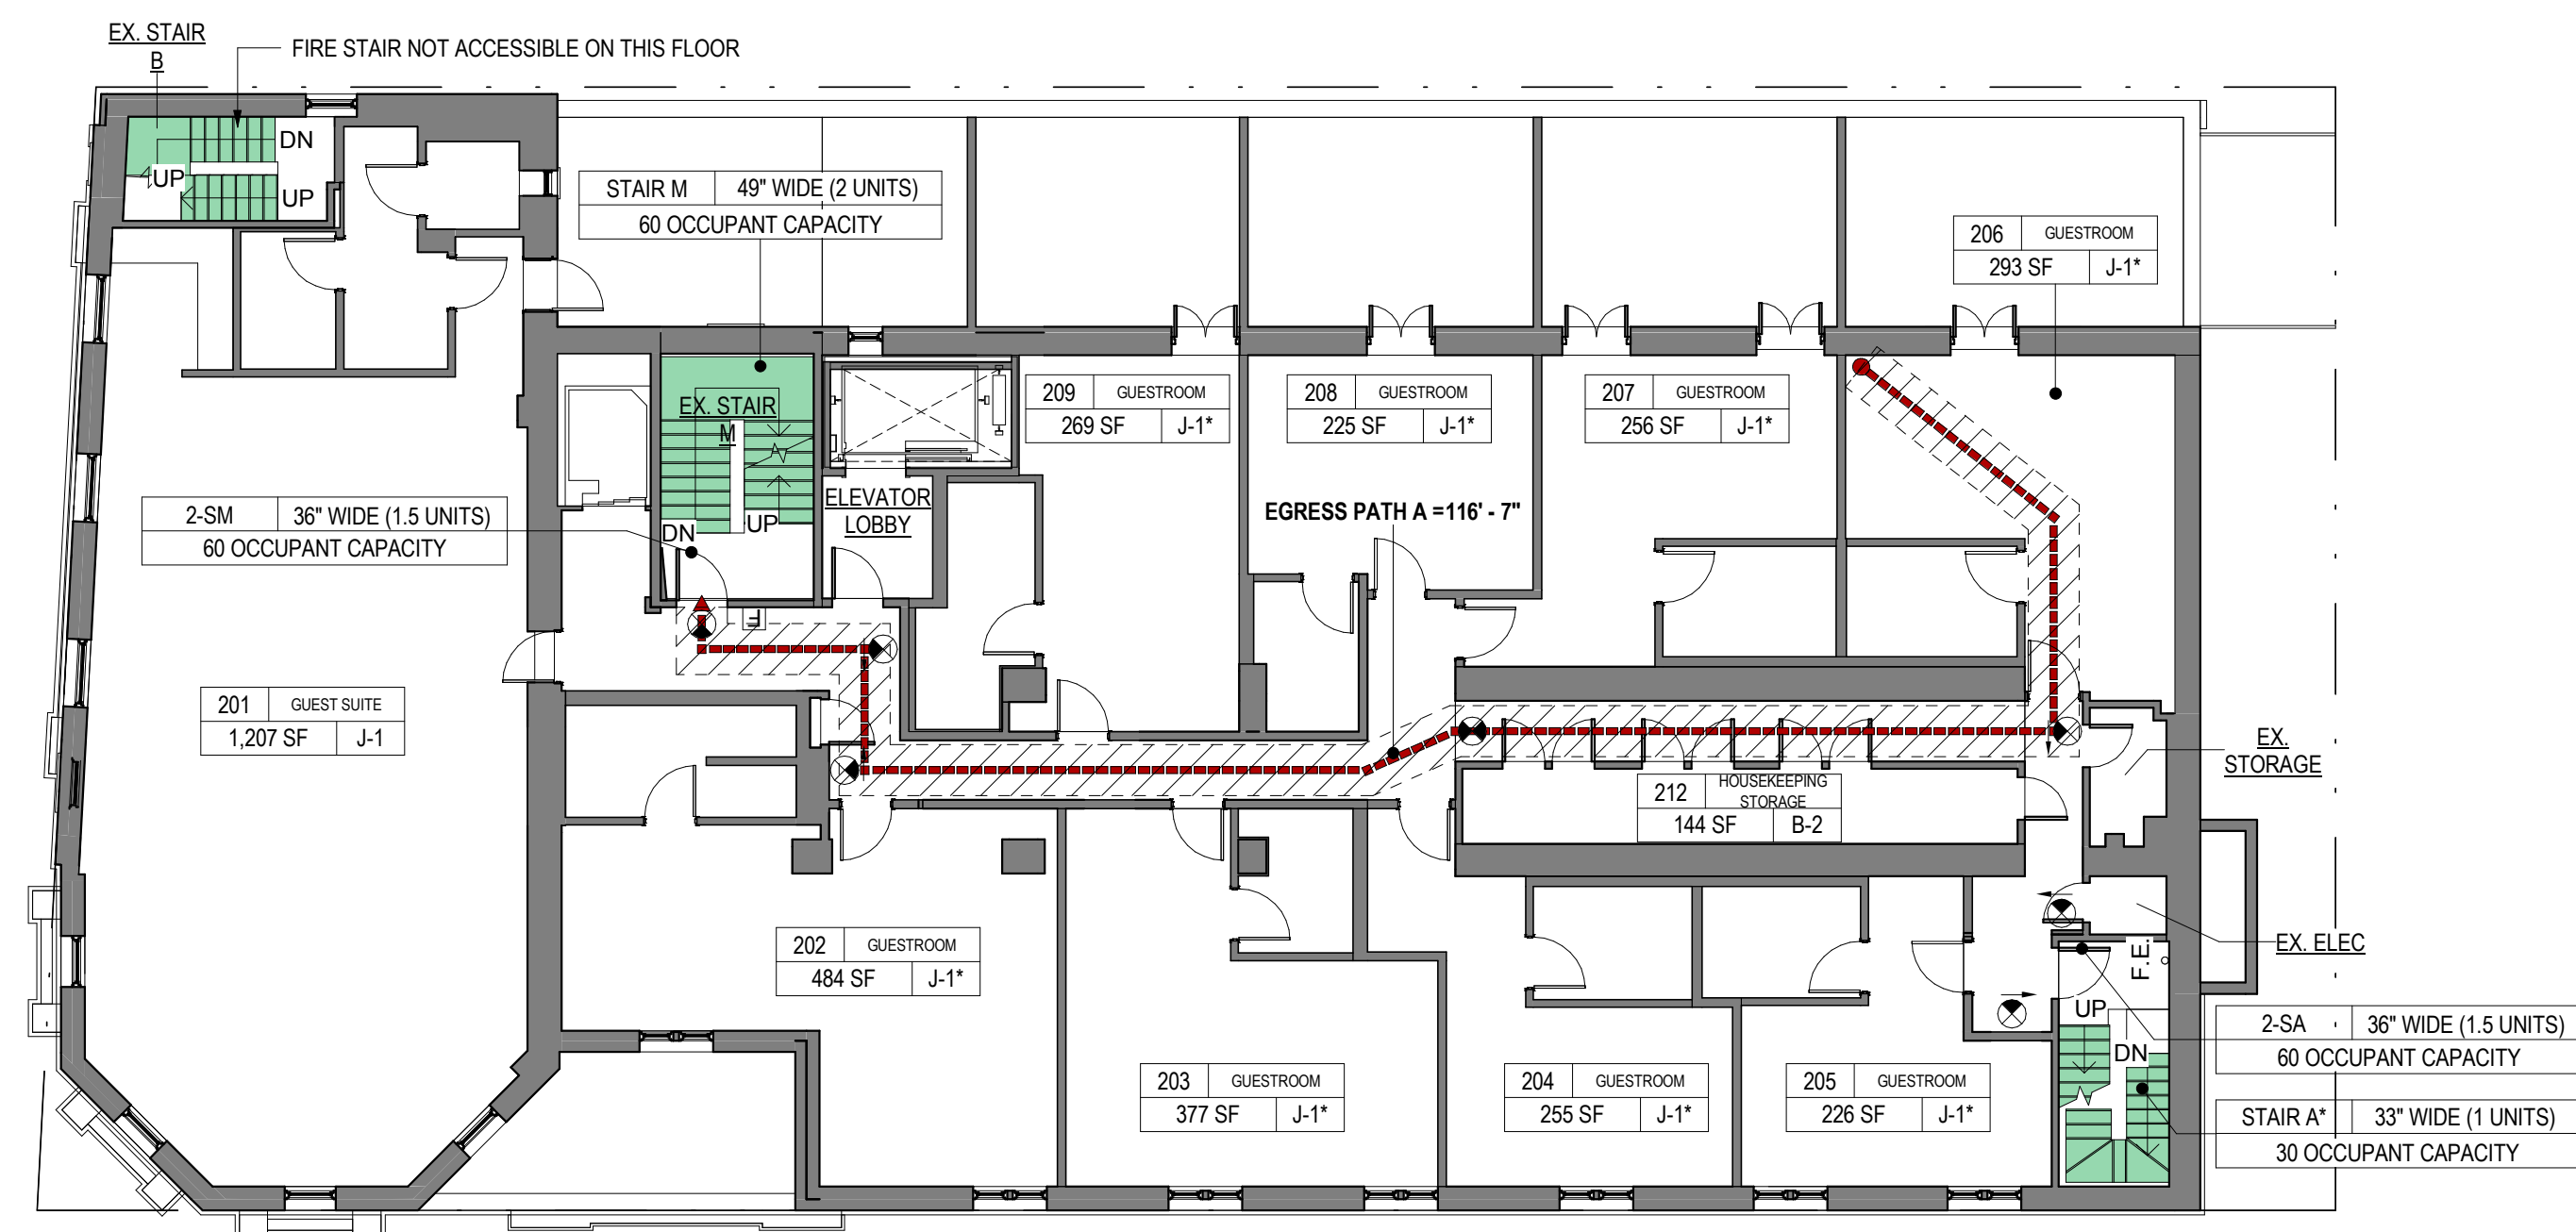 EX. STAIR
B
FIRE STAIR NOT ACCESSIBLE ON THIS FLOOR
DN
UP
UP
STAIR M 49" WIDE (2 UNITS)
60 OCCUPANT CAPACITY
206 GUESTROOM
293 SF J-1*
EX. STAIR
M
DN
UP
209 GUESTROOM
269 SF J-1*
208 GUESTROOM
225 SF J-1*
207 GUESTROOM
256 SF J-1*
2-SM 36" WIDE (1.5 UNITS)
60 OCCUPANT CAPACITY
ELEVATOR
LOBBY
EGRESS PATH A =116' - 7"
201 GUEST SUITE
1,207 SF J-1
EX.
STORAGE
212 HOUSEKEEPING
STORAGE
144 SF B-2
202 GUESTROOM
484 SF J-1*
EX. ELEC
F.E.
UP
DN
2-SA 36" WIDE (1.5 UNITS)
60 OCCUPANT CAPACITY
203 GUESTROOM
377 SF J-1*
204 GUESTROOM
255 SF J-1*
205 GUESTROOM
226 SF J-1*
STAIR A* 33" WIDE (1 UNITS)
30 OCCUPANT CAPACITY